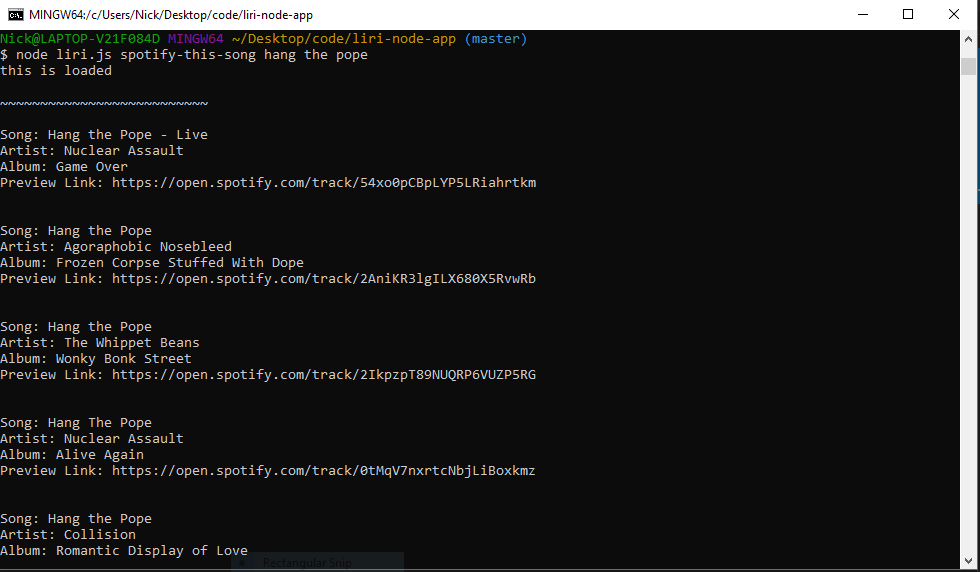 MINGW64:/c/Users/Nick/Desktop/code/liri-node-app
Nick@LAPTOP-V21F084D MINGW64 ~/Desktop/code/liri-node-app (master)
$ node liri.js spotify-this-song hang the pope
this is loaded
~~~~~~~~~~~~~~~~~~~~~~~~~~
Song: Hang the Pope - Live
Artist: Nuclear Assault
Album: Game Over
Preview Link: https://open.spotify.com/track/54xo0pCBpLYP5LRiahrtkm
Song: Hang the Pope
Artist: Agoraphobic Nosebleed
Album: Frozen Corpse Stuffed With Dope
Preview Link: https://open.spotify.com/track/2AniKR3lgILX680X5RvwRb
Song: Hang the Pope
Artist: The Whippet Beans
Album: Wonky Bonk Street
Preview Link: https://open.spotify.com/track/2IkpzpT89NUQRP6VUZP5RG
Song: Hang The Pope
Artist: Nuclear Assault
Album: Alive Again
Preview Link: https://open.spotify.com/track/0tMqV7nxrtcNbjLiBoxkmz
Song: Hang the Pope
Artist: Collision
Album: Romantic Display of Love
Rectangular Snip